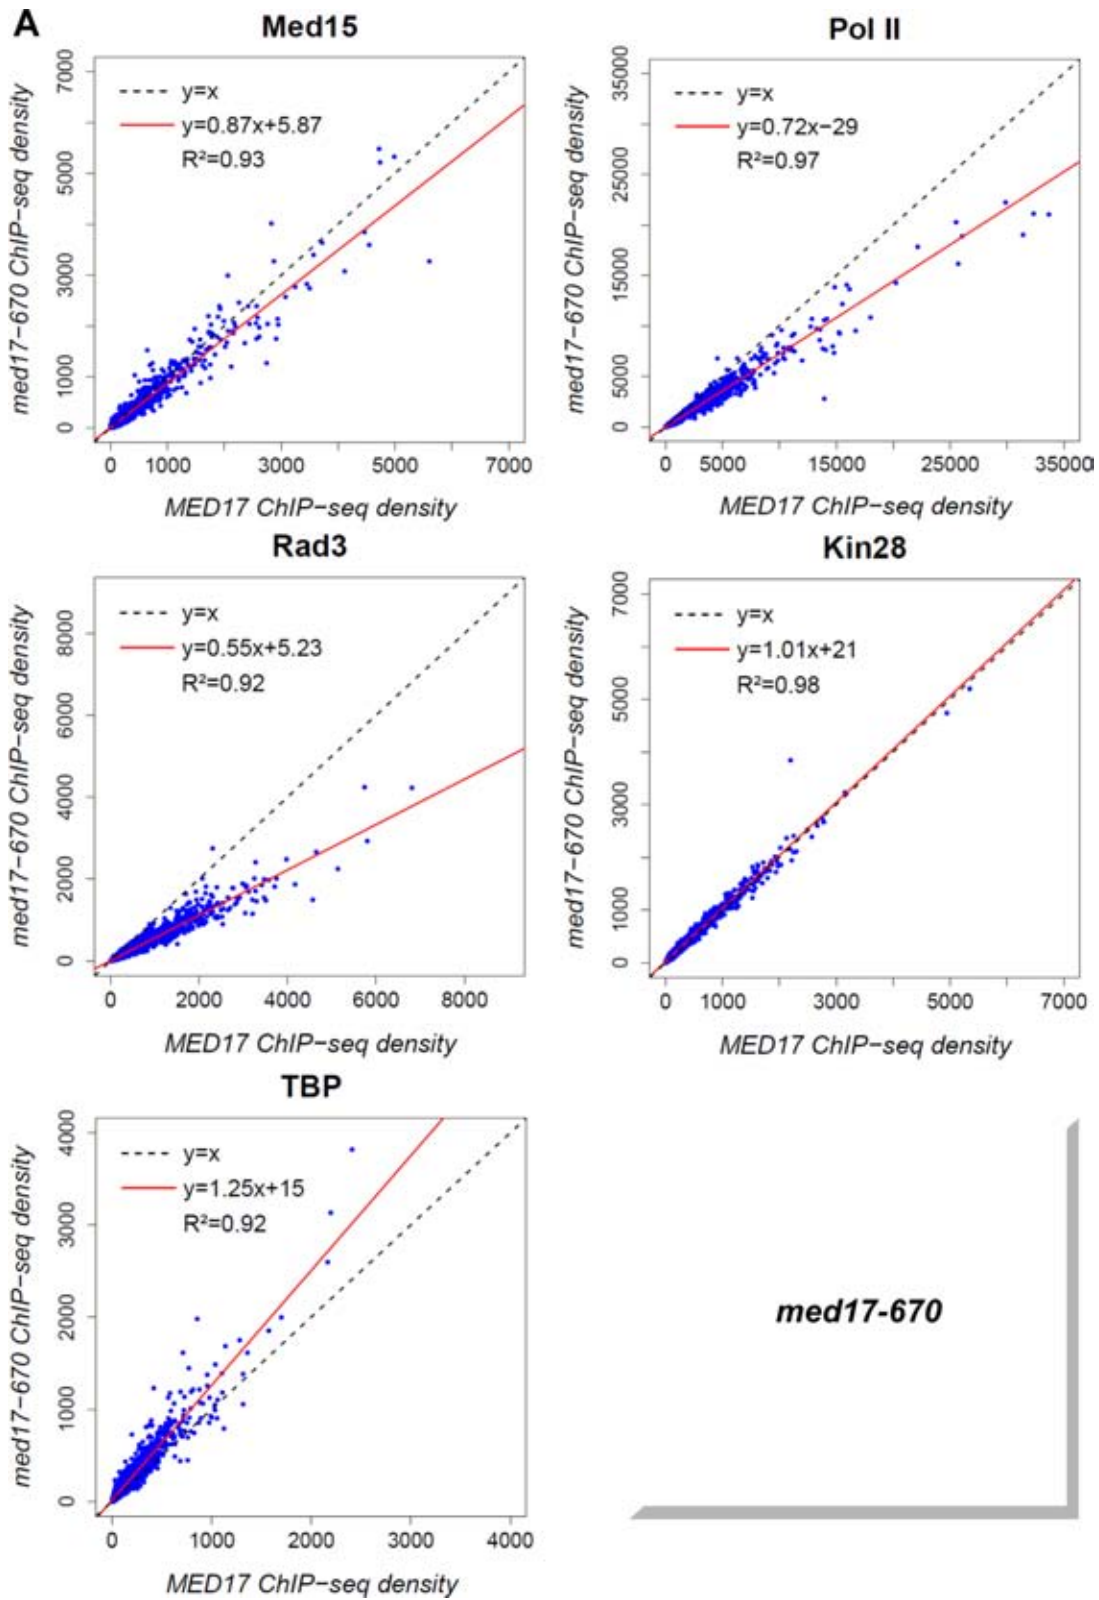 A
Med15
med17−670 ChIP−seq density
7000
5000
3000
1000
0
y=x
y=0.87x+5.87
R²=0.93
0 1000 3000 5000 7000
MED17 ChIP−seq density
Pol II
med17−670 ChIP−seq density
35000
25000
15000
5000
0
y=x
y=0.72x−29
R²=0.97
0 5000 15000 25000 35000
MED17 ChIP−seq density
Rad3
med17−670 ChIP−seq density
8000
6000
4000
2000
0
y=x
y=0.55x+5.23
R²=0.92
0 2000 4000 6000 8000
MED17 ChIP−seq density
Kin28
med17−670 ChIP−seq density
7000
5000
3000
1000
0
y=x
y=1.01x+21
R²=0.98
0 1000 3000 5000 7000
MED17 ChIP−seq density
TBP
med17−670 ChIP−seq density
4000
3000
2000
1000
0
y=x
y=1.25x+15
R²=0.92
0 1000 2000 3000 4000
MED17 ChIP−seq density
med17-670